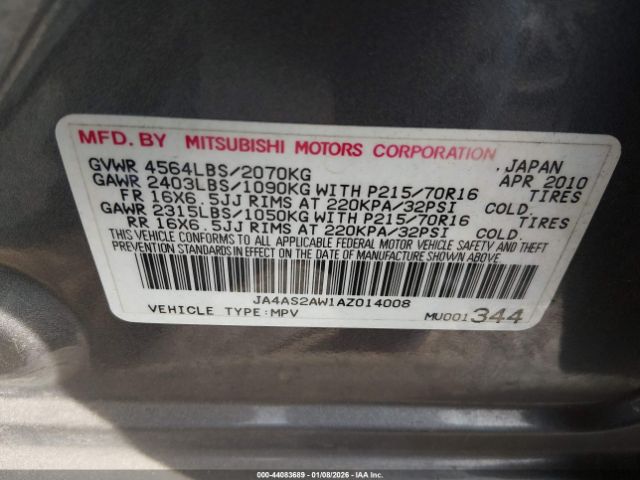 MFD. BY MITSUBISHI MOTORS CORPORATION
GVWR 4564LBS/2070KG JAPAN
GAWR 2403LBS/1090KG WITH P215/70R16 APR 2010
FR 16X6.5JJ RIMS AT 220KPA/32PSI COLD. TIRES
GAWR 2315LBS/1050KG WITH P215/70R16
RR 16X6.5JJ RIMS AT 220KPA/32PSI COLD. TIRES
THIS VEHICLE CONFORMS TO ALL APPLICABLE FEDERAL MOTOR VEHICLE SAFETY AND THEFT
PREVENTION STANDARDS IN EFFECT ON THE DATE OF MANUFACTURE SHOWN ABOVE.
JA4AS2AW1AZ014008
VEHICLE TYPE:MPV MU001344
000-44083689 | 01/08/2026 | IAA Inc.